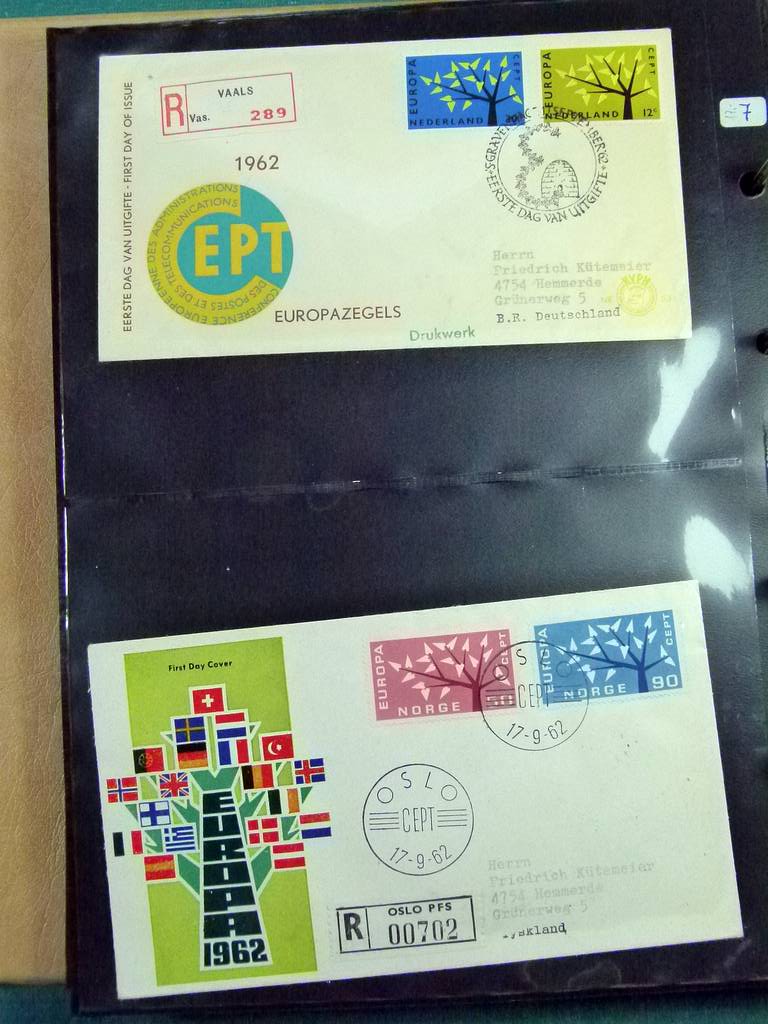 EERSTE DAG VAN UITGIFTE - FIRST DAY OF ISSUE
R
VAALS
Vas. 289
1962
CONFERENCE EUROPEENNE DES ADMINISTRATIONS
DES POSTES ET DES TELECOMMUNICATIONS
CEPT
EUROPAZEGELS
Drukwerk
EUROPA
CEPT
NEDERLAND
EUROPA
CEPT
NEDERLAND 12c
EERSTE DAG VAN UITGIFTE
Herrn
Friedrich Kütemeier
4754 Hemmerde
Grünerweg 5
B.R. Deutschland
7
First Day Cover
EUROPA
1962
EUROPA
CEPT
NORGE 50
EUROPA
CEPT
NORGE 90
OSLO
CEPT
17-9-62
OSLO
CEPT
17-9-62
R
OSLO PFS
00702
Herrn
Friedrich Kütemeier
4754 Hemmerde
Grünerweg 5